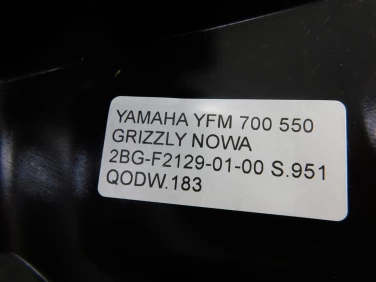 YAMAHA YFM 700 550
GRIZZLY NOWA
2BG-F2129-01-00 S.951
QODW.183